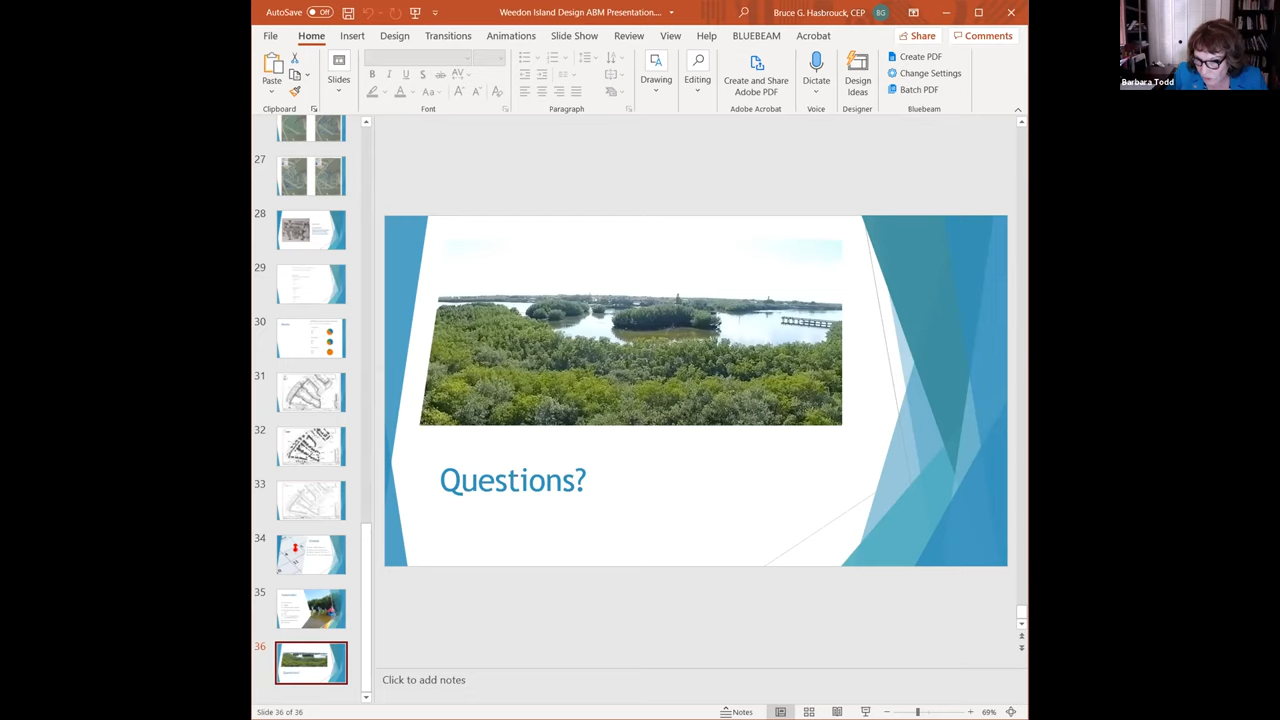 AutoSave Off Weedon Island Design ABM Presentation.... Bruce G. Hasbrouck, CEP BG
File Home Insert Design Transitions Animations Slide Show Review View Help BLUEBEAM Acrobat Share Comments
Paste
Slides
Drawing
Editing
Create and Share
Adobe PDF
Dictate
Design
Ideas
Create PDF
Change Settings
Batch PDF
Clipboard Font Paragraph Adobe Acrobat Voice Designer Bluebeam
Barbara Todd
27
28
29
30
31
32
33
34
35
36
Questions?
Click to add notes
Slide 36 of 36 Notes 69%